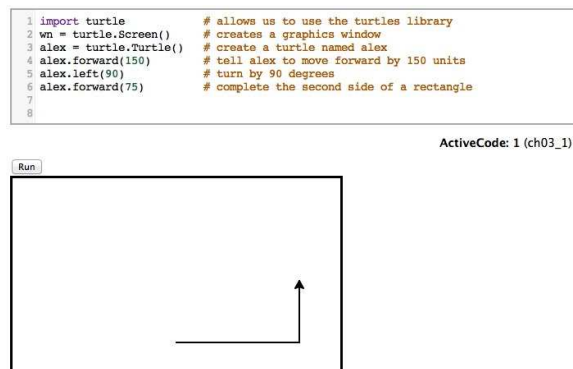 1 import turtle # allows us to use the turtles library
2 wn = turtle.Screen() # creates a graphics window
3 alex = turtle.Turtle() # create a turtle named alex
4 alex.forward(150) # tell alex to move forward by 150 units
5 alex.left(90) # turn by 90 degrees
6 alex.forward(75) # complete the second side of a rectangle
7
8
ActiveCode: 1 (ch03_1)
Run